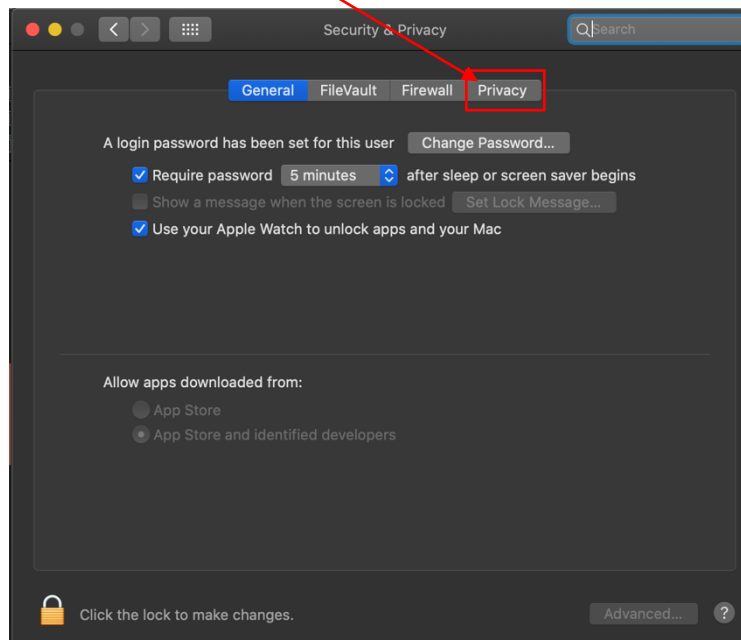 Security & Privacy
Search
General FileVault Firewall Privacy
A login password has been set for this user Change Password...
Require password 5 minutes after sleep or screen saver begins
Show a message when the screen is locked Set Lock Message...
Use your Apple Watch to unlock apps and your Mac
Allow apps downloaded from:
App Store
App Store and identified developers
Click the lock to make changes. Advanced... ?